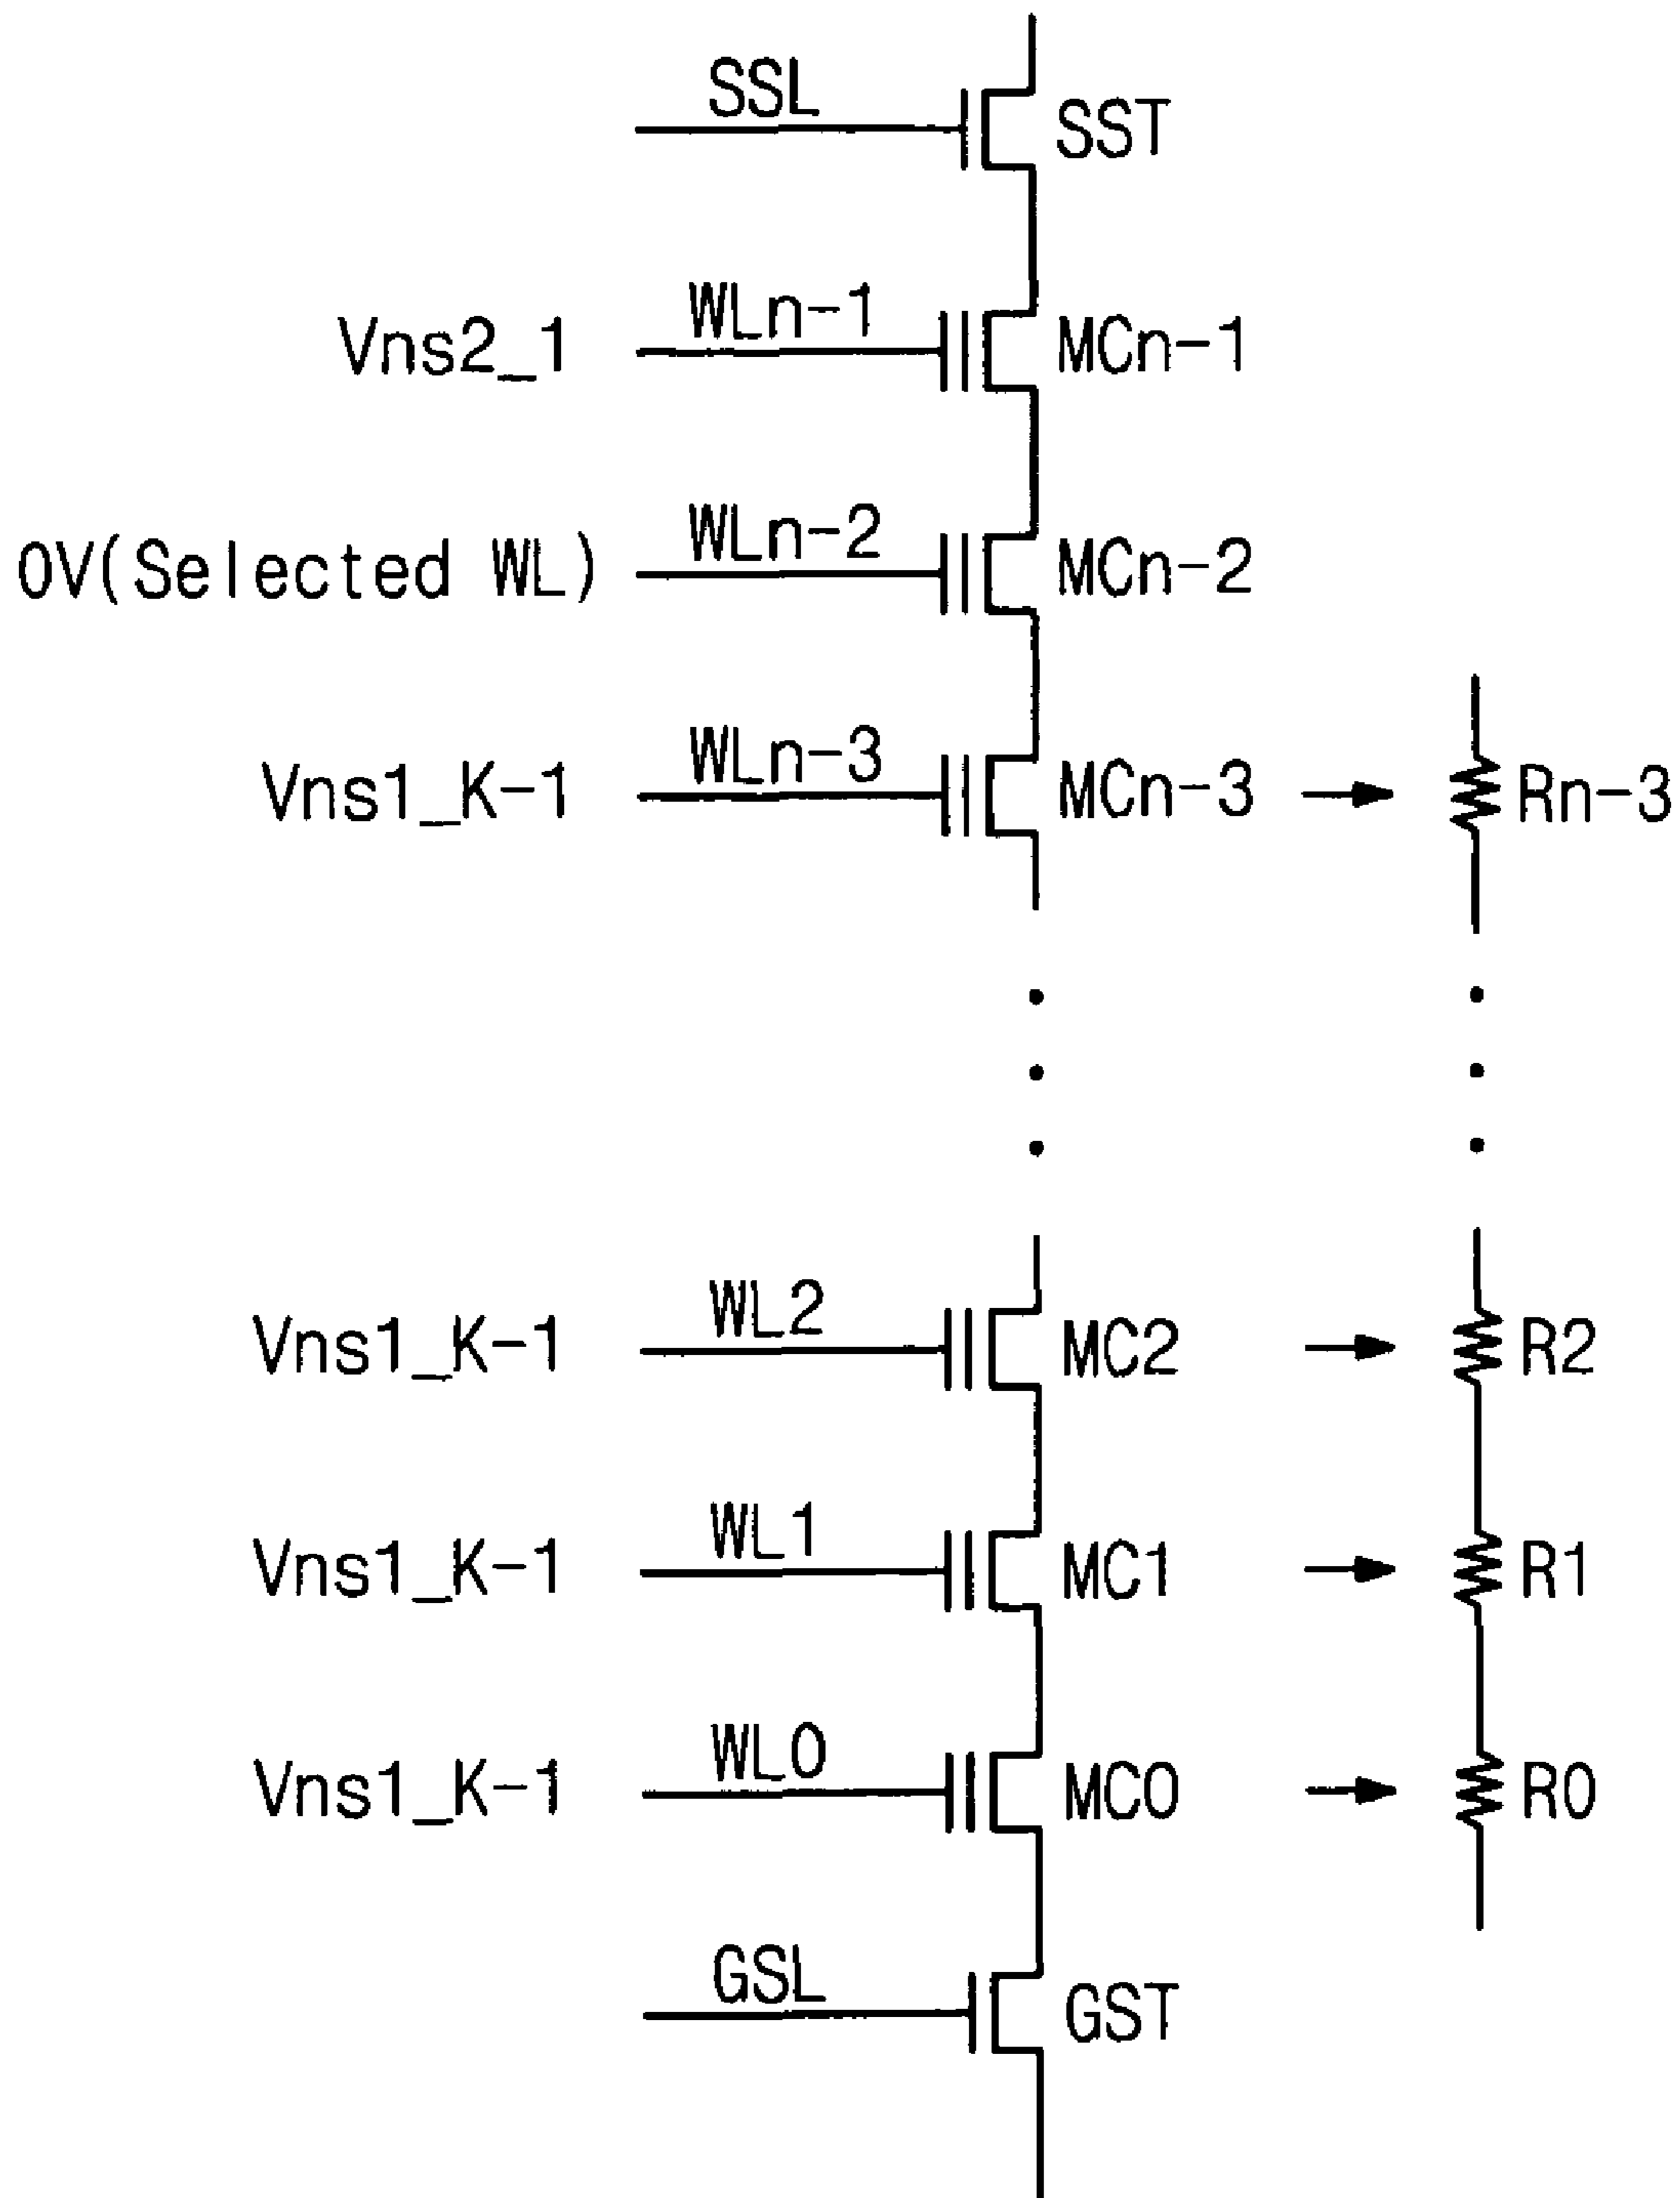 SSL
SST
Vns2_1 WLn-1 MCn-1
0V(Selected WL) WLn-2 MCn-2
Vns1_K-1 WLn-3 MCn-3 Rn-3
Vns1_K-1 WL2 MC2 R2
Vns1_K-1 WL1 MC1 R1
Vns1_K-1 WL0 MC0 R0
GSL
GST